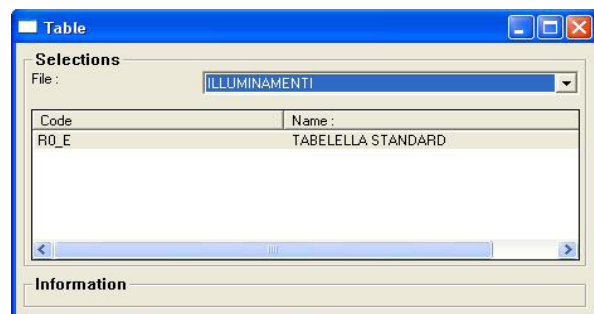 Table
Selections
File :
ILLUMINAMENTI
Code Name :
R0_E TABELELLA STANDARD
Information